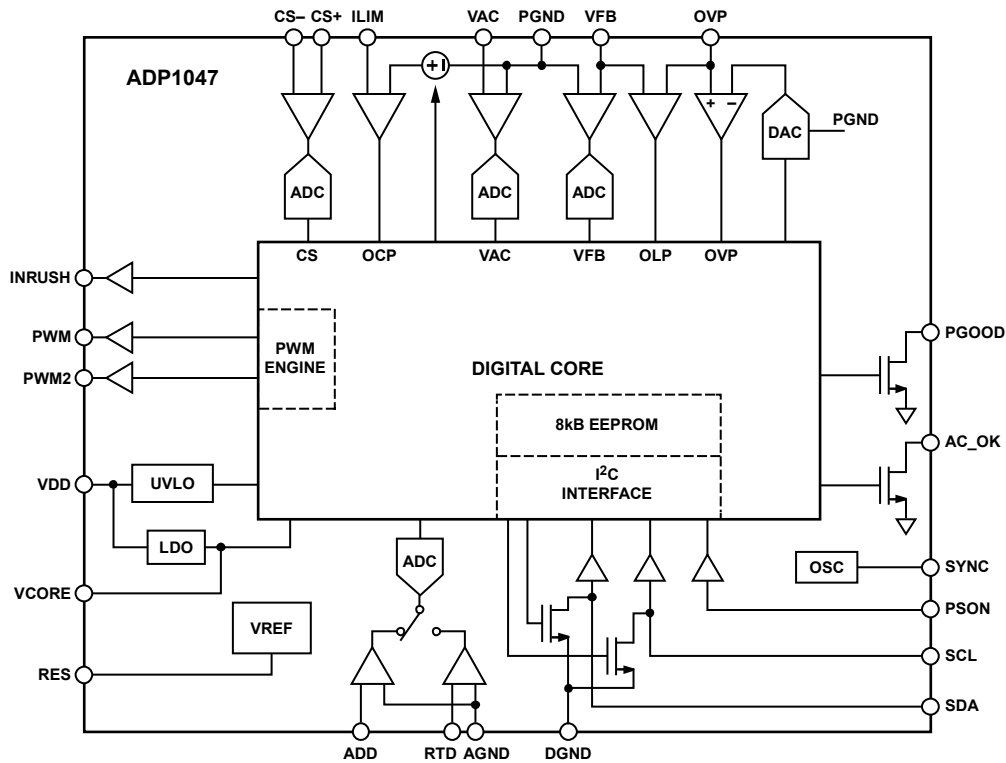 CS– CS+ ILIM VAC PGND VFB OVP
ADP1047
+
+ –
DAC
PGND
ADC
ADC
ADC
CS OCP VAC VFB OLP OVP
INRUSH
PWM
PWM2
PWM
ENGINE
DIGITAL CORE
PGOOD
8kB EEPROM
AC_OK
I2C
INTERFACE
VDD
UVLO
LDO
ADC
OSC
SYNC
VCORE
PSON
VREF
SCL
RES
SDA
ADD RTD AGND DGND